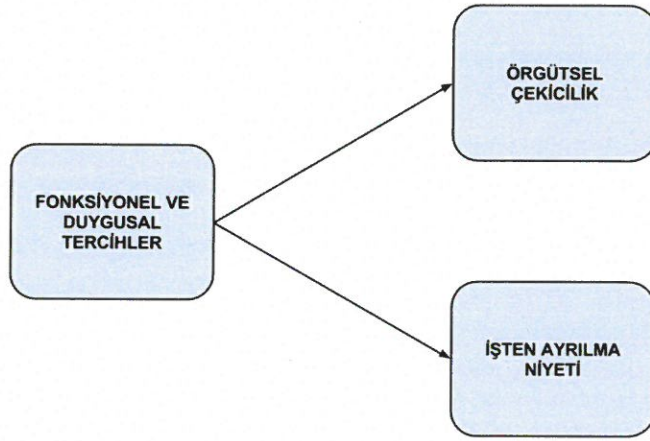 FONKSİYONEL VE
DUYGUSAL
TERCİHLER
ÖRGÜTSEL
ÇEKİCİLİK
İŞTEN AYRILMA
NİYETİ